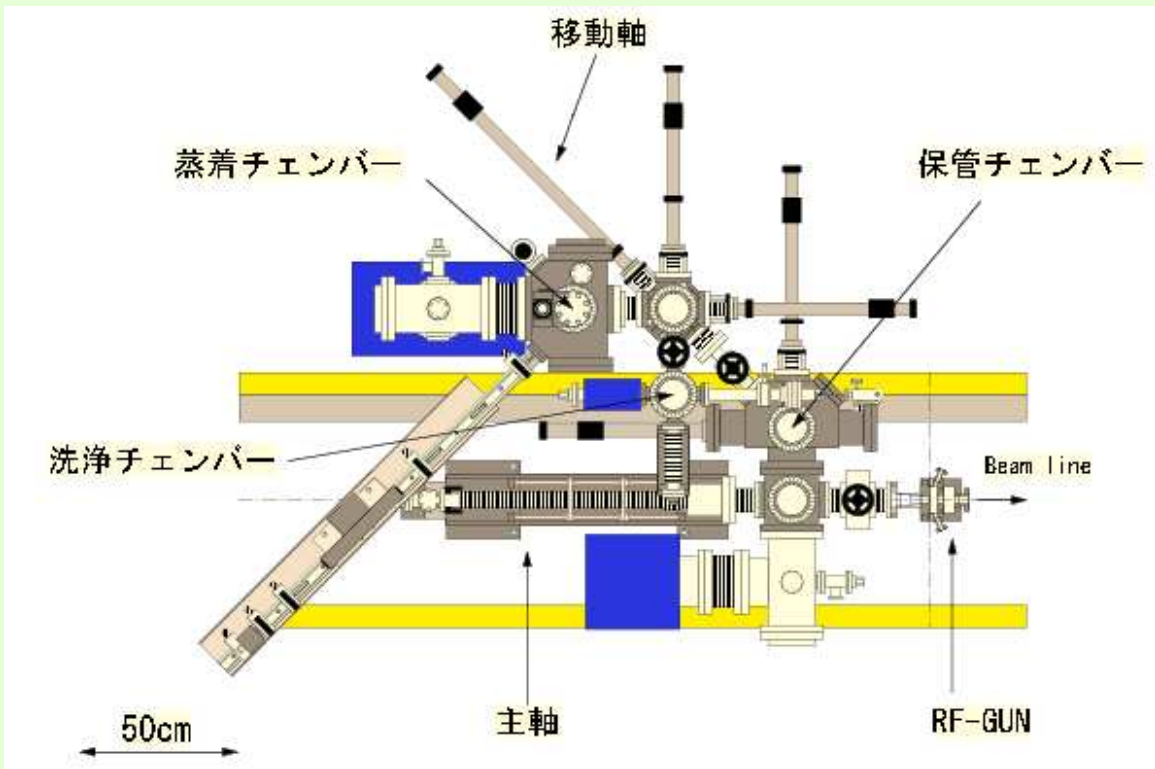 移動軸
蒸着チェンバー
保管チェンバー
洗浄チェンバー
Beam line
主軸
RF-GUN
50cm